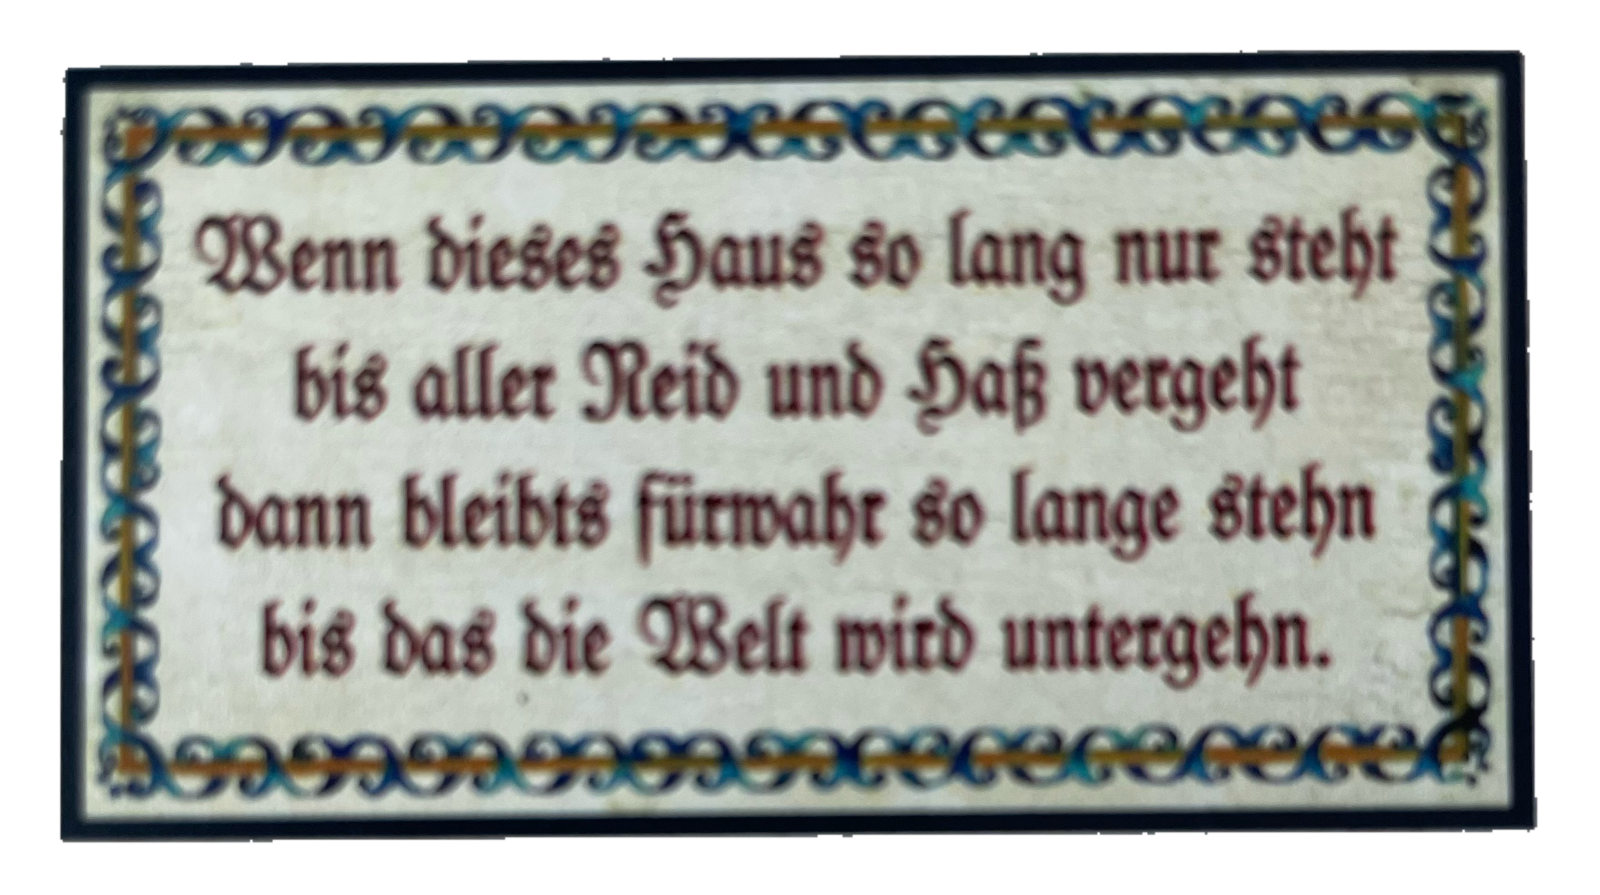 Wenn dieses Haus so lang nur steht
bis aller Neid und Haß vergeht
dann bleibts fürwahr so lange stehn
bis das die Welt wird untergehn.